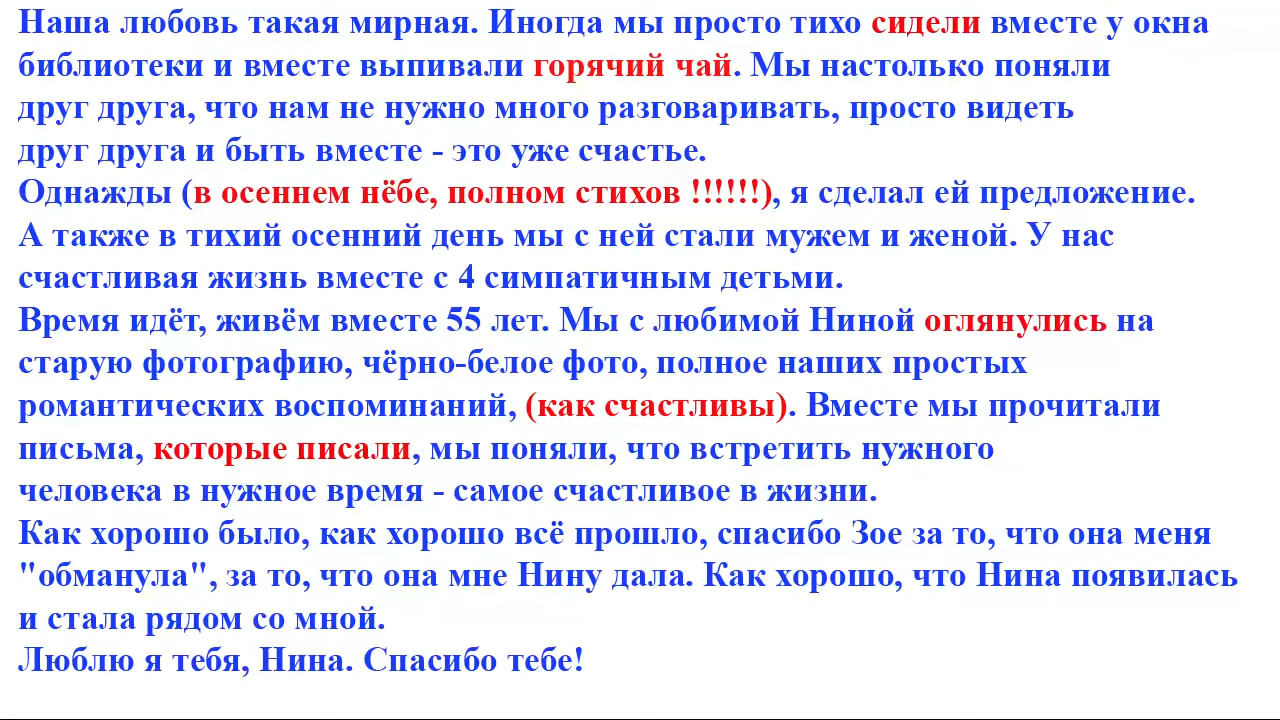 Наша любовь такая мирная. Иногда мы просто тихо сидели вместе у окна
библиотеки и вместе выпивали горячий чай. Мы настолько поняли
друг друга, что нам не нужно много разговаривать, просто видеть
друг друга и быть вместе - это уже счастье.
Однажды (в осеннем нёбе, полном стихов !!!!!!), я сделал ей предложение.
А также в тихий осенний день мы с ней стали мужем и женой. У нас
счастливая жизнь вместе с 4 симпатичным детьми.
Время идёт, живём вместе 55 лет. Мы с любимой Ниной оглянулись на
старую фотографию, чёрно-белое фото, полное наших простых
романтических воспоминаний, (как счастливы). Вместе мы прочитали
письма, которые писали, мы поняли, что встретить нужного
человека в нужное время - самое счастливое в жизни.
Как хорошо было, как хорошо всё прошло, спасибо Зое за то, что она меня
"обманула", за то, что она мне Нину дала. Как хорошо, что Нина появилась
и стала рядом со мной.
Люблю я тебя, Нина. Спасибо тебе!